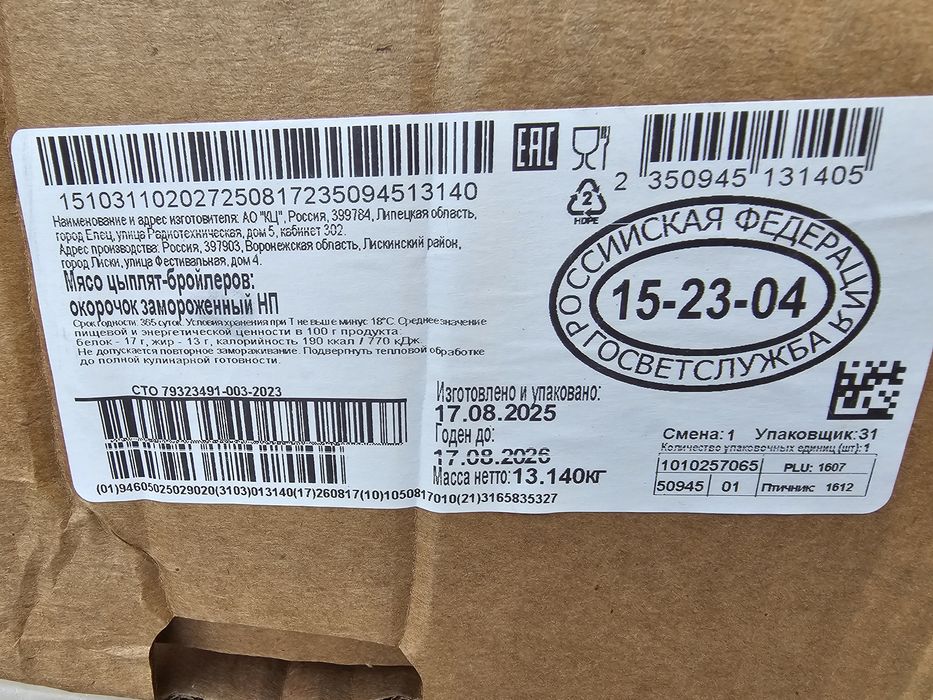 15103110202725081723509451З140
EAC
2 350945 131405
2
HDPE
Наименование и адрес изготовителя: АО "КЦ", Россия, 399784, Липецкая область,
город Елец, улица Радиотехническая, дом 5, кабинет 302.
Адрес производства: Россия, 397903, Воронежская область, Лискинский район,
город Лиски, улица Фестивальная, дом 4.
Мясо цыплят-бройлеров:
окорочок замороженный НП
Срок годности: 365 суток. Условия хранения при Т не выше минус 18°С. Среднее значение
пищевой и энергетической ценности в 100 г продукта:
белок - 17 г, жир - 13 г, калорийность 190 ккал / 770 кДж.
Не допускается повторное замораживание. Подвергнуть тепловой обработке
до полной кулинарной готовности.
РОССИЙСКАЯ ФЕДЕРАЦИЯ
15-23-04
ГОСВЕТСЛУЖБА
СТО 79323491-003-2023
(01)94605025029020(3103)013140(17)260817(10)1050817010(21)3165835327
Изготовлено и упаковано:
17.08.2025
Годен до:
17.08.2026
Масса нетто: 13.140кг
Смена: 1 Упаковщик: 31
Количество упаковочных единиц (шт): 1
1010257065 PLU: 1607
50945 01 Птичник: 1612